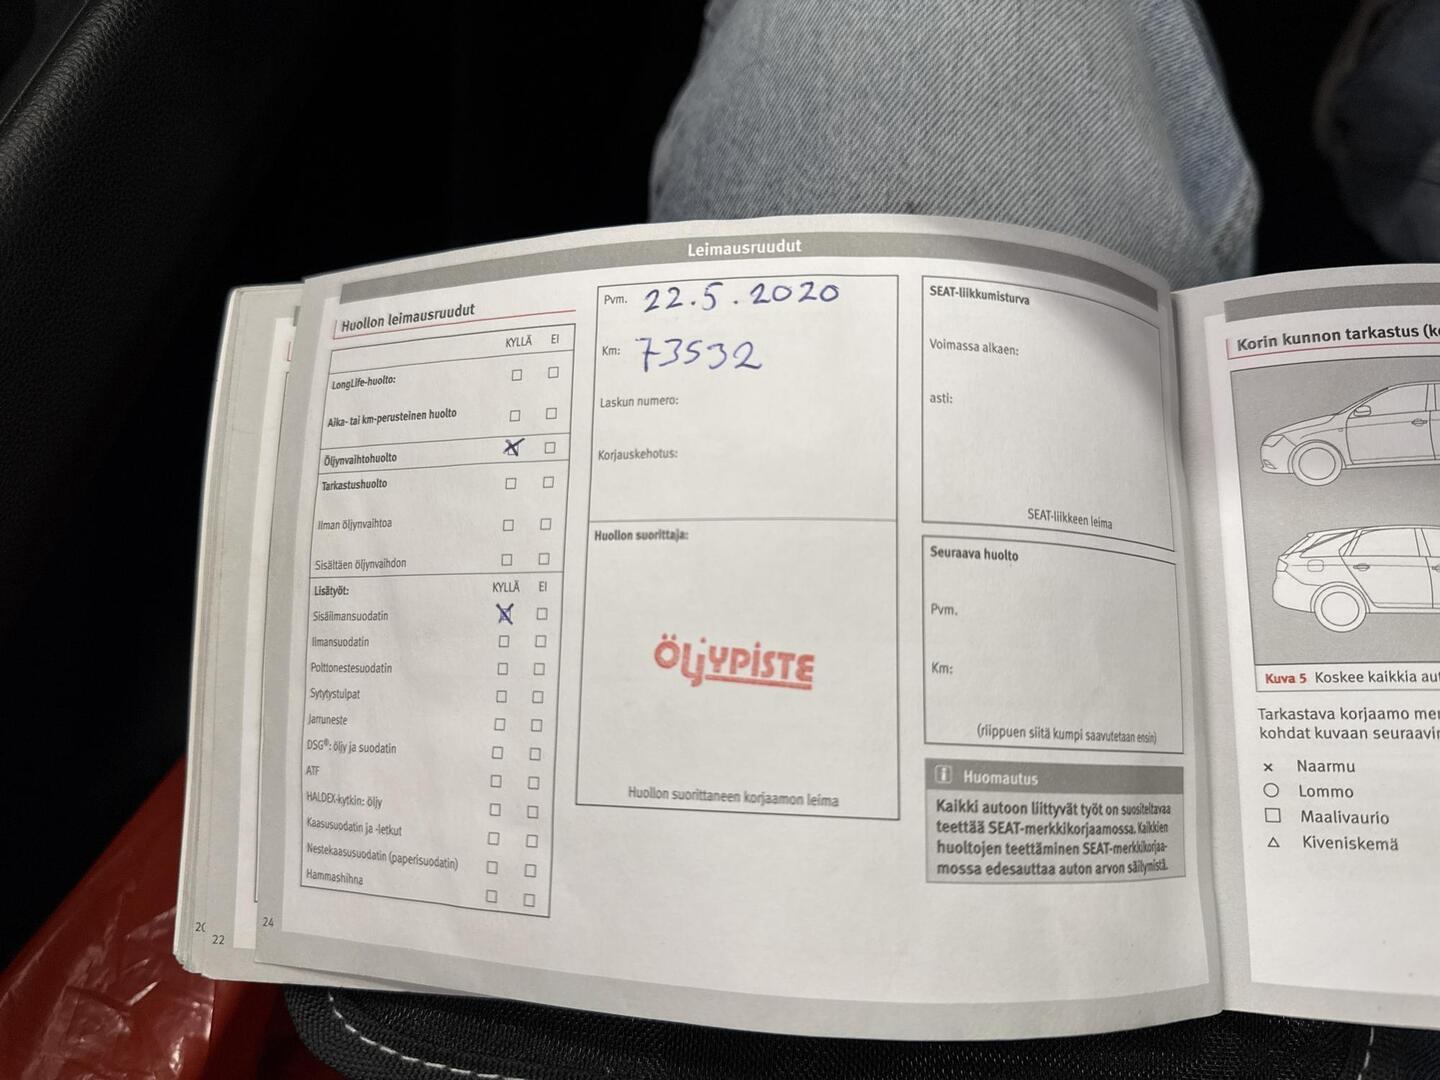 Leimausruudut
Huollon leimausruudut
KYLLÄ EI
LongLife-huolto:
Aika- tai km-perusteinen huolto
Öljynvaihtohuolto
Tarkastushuolto
Ilman öljynvaihtoa
Sisältäen öljynvaihdon
Lisätyöt: KYLLÄ EI
Sisäilmansuodatin
Ilmansuodatin
Polttonestesuodatin
Sytytystulpat
Jarruneste
DSG®: öljy ja suodatin
ATF
HALDEX-kytkin: öljy
Kaasusuodatin ja -letkut
Nestekaasusuodatin (paperisuodatin)
Hammashihna
Pvm. 22.5.2020
Km: 73532
Laskun numero:
Korjauskehotus:
Huollon suorittaja:
ÖLJYPISTE
Huollon suorittaneen korjaamon leima
SEAT-liikkumisturva
Voimassa alkaen:
asti:
SEAT-liikkeen leima
Seuraava huolto
Pvm.
Km:
(riippuen siitä kumpi saavutetaan ensin)
i Huomautus
Kaikki autoon liittyvät työt on suositeltavaa
teettää SEAT-merkkikorjaamossa. Kaikkien
huoltojen teettäminen SEAT-merkkikorjaa-
mossa edesauttaa auton arvon säilymistä.
20
22
24
Korin kunnon tarkastus
Kuva 5 Koskee kaikkia
Tarkastava korjaamo
kohdat kuvaan
Naarmu
Lommo
Maalivaurio
Kiveniskemä